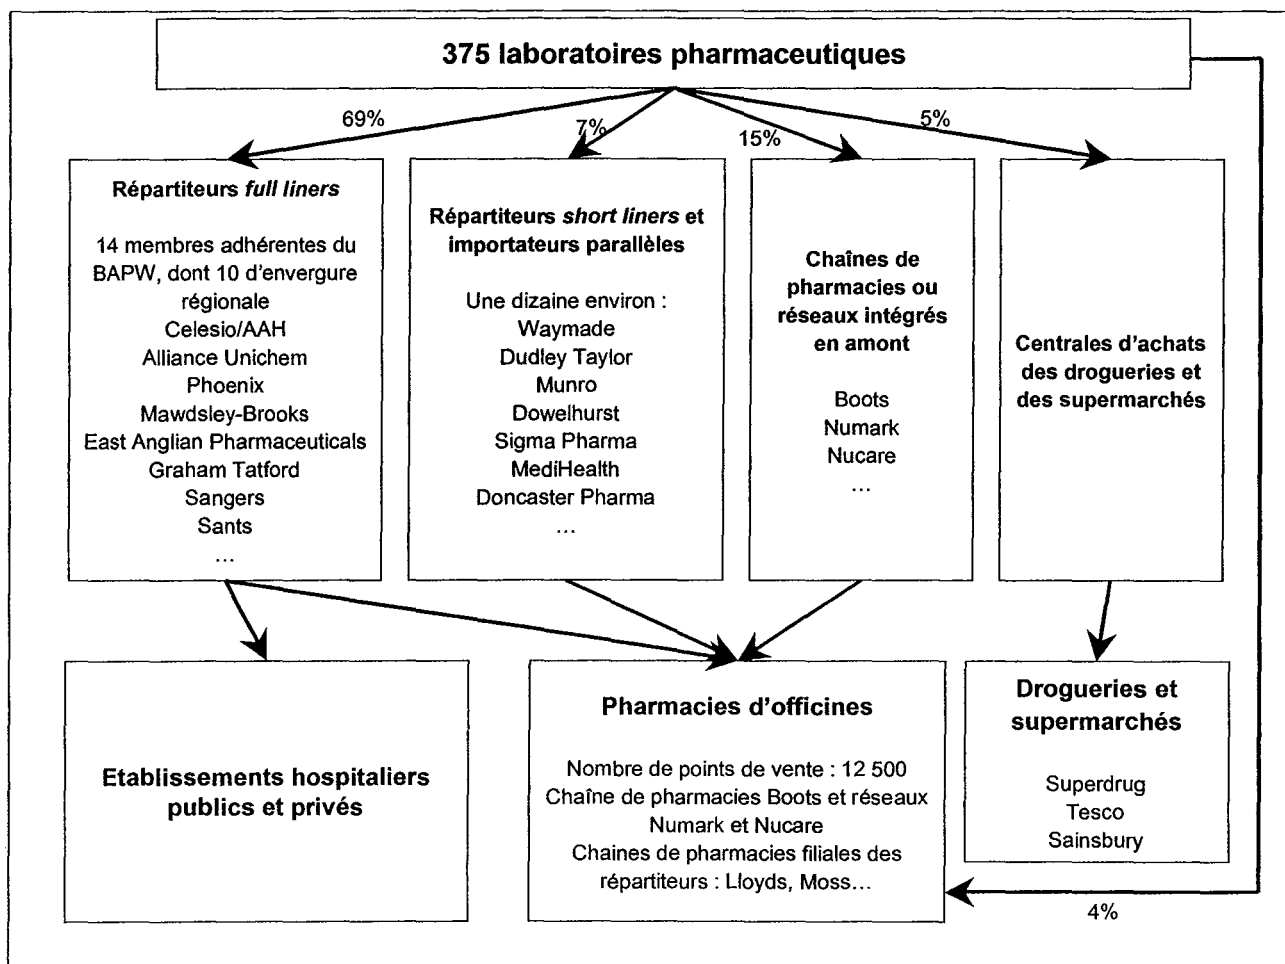 375 laboratoires pharmaceutiques
69%
7%
15%
5%
Répartiteurs full liners
14 membres adhérentes du
BAPW, dont 10 d'envergure
régionale
Celesio/AAH
Alliance Unichem
Phoenix
Mawdsley-Brooks
East Anglian Pharmaceuticals
Graham Tatford
Sangers
Sants
...
Répartiteurs short liners et
importateurs parallèles
Une dizaine environ :
Waymade
Dudley Taylor
Munro
Dowelhurst
Sigma Pharma
MediHealth
Doncaster Pharma
...
Chaînes de
pharmacies ou
réseaux intégrés
en amont
Boots
Numark
Nucare
...
Centrales d'achats
des drogueries et
des supermarchés
Etablissements hospitaliers
publics et privés
Pharmacies d'officines
Nombre de points de vente : 12 500
Chaîne de pharmacies Boots et réseaux
Numark et Nucare
Chaines de pharmacies filiales des
répartiteurs : Lloyds, Moss...
Drogueries et
supermarchés
Superdrug
Tesco
Sainsbury
4%